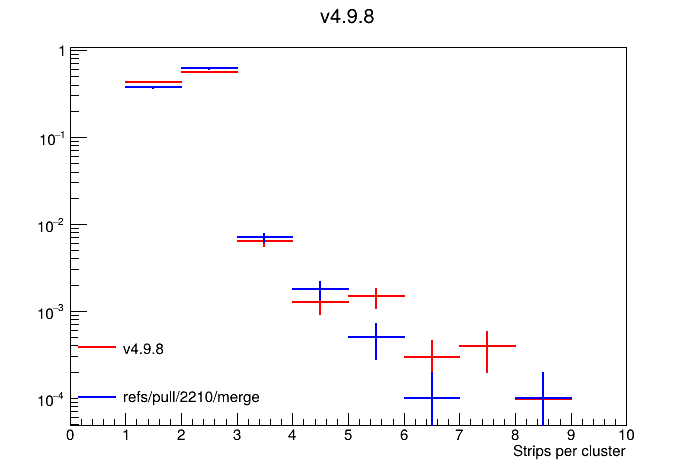 v4.9.8
1
10⁻¹
10⁻²
10⁻³
10⁻⁴
v4.9.8
refs/pull/2210/merge
0 1 2 3 4 5 6 7 8 9 10
Strips per cluster